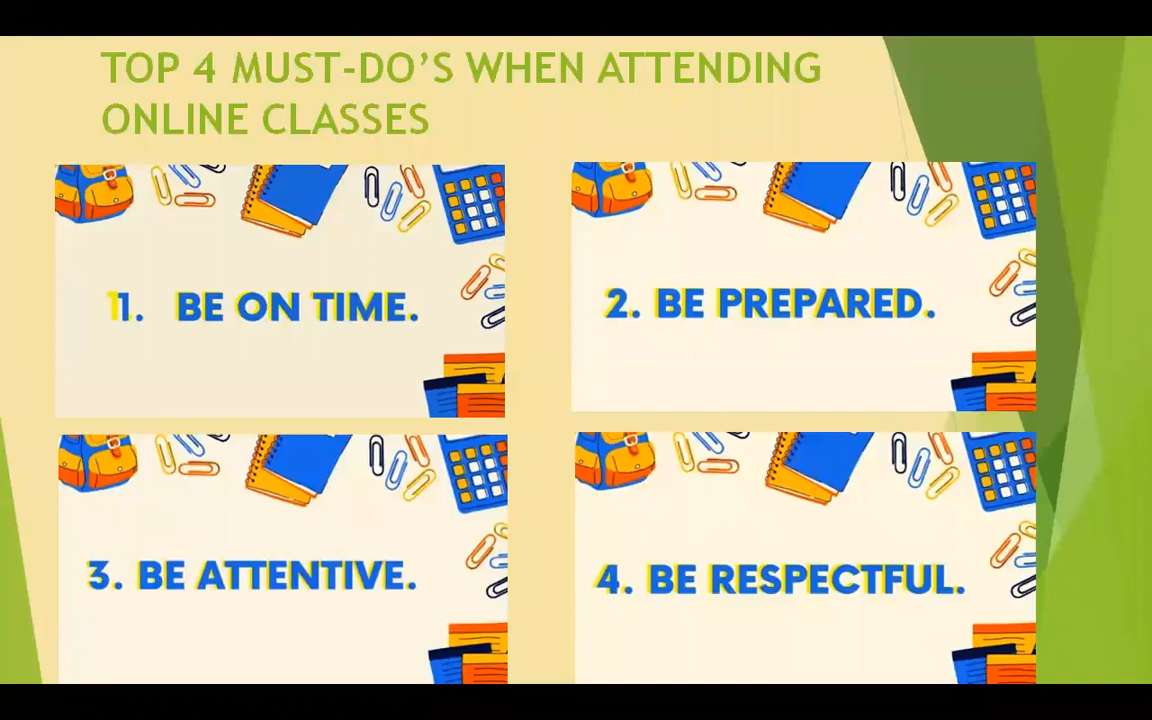 TOP 4 MUST-DO’S WHEN ATTENDING
ONLINE CLASSES
1. BE ON TIME.
2. BE PREPARED.
3. BE ATTENTIVE.
4. BE RESPECTFUL.